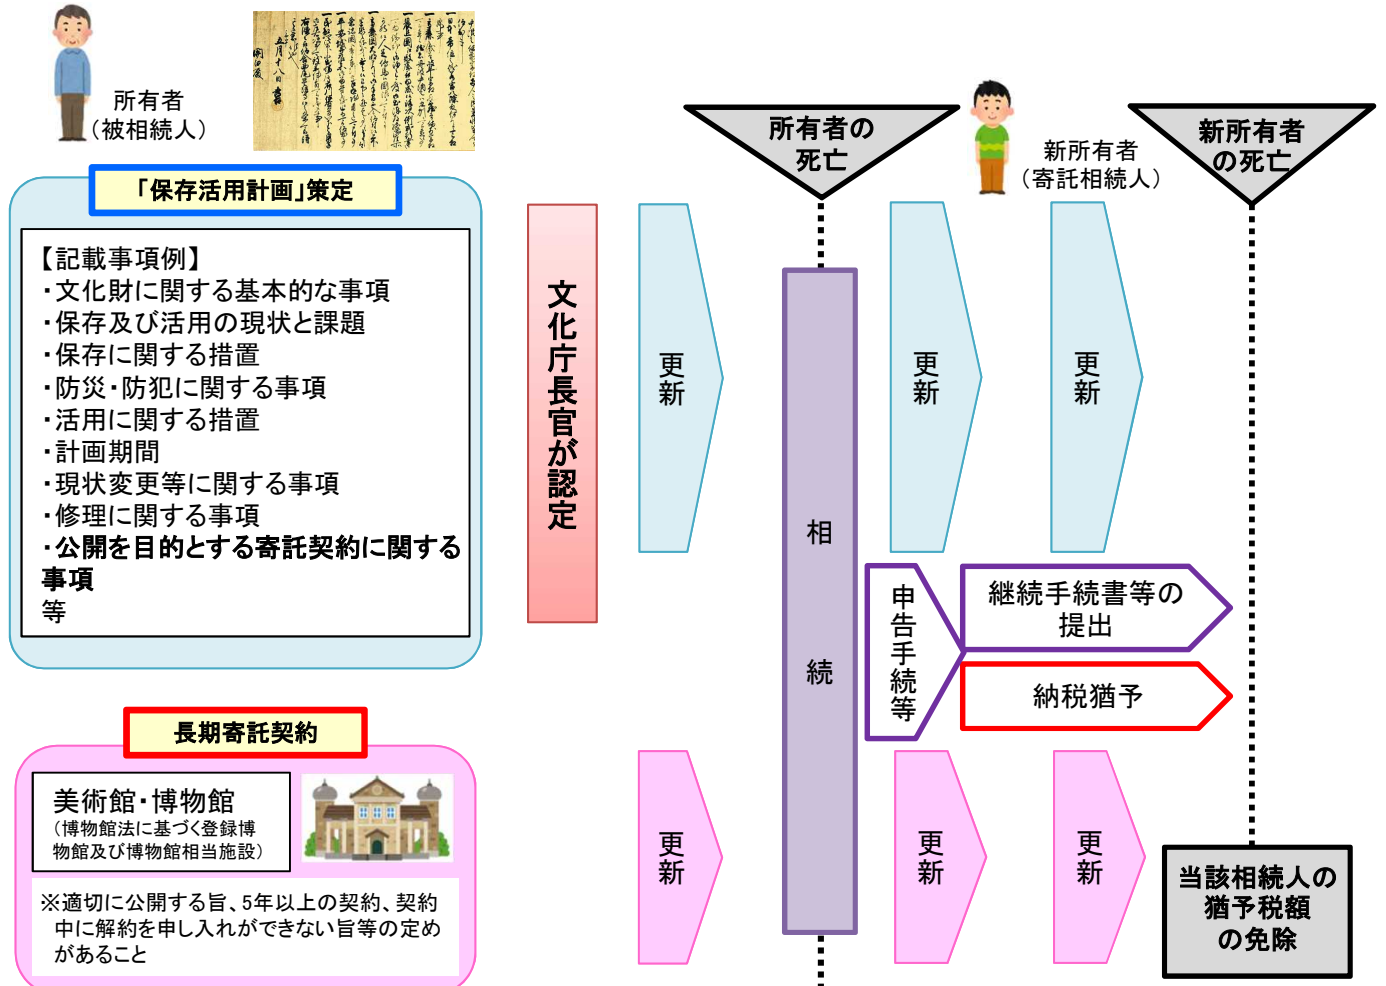 所有者
（被相続人）
「保存活用計画」策定
【記載事項例】
・文化財に関する基本的な事項
・保存及び活用の現状と課題
・保存に関する措置
・防災・防犯に関する事項
・活用に関する措置
・計画期間
・現状変更等に関する事項
・修理に関する事項
・公開を目的とする寄託契約に関する
事項
等
文化庁長官が認定
更新
所有者の
死亡
相続
新所有者
（寄託相続人）
更新
更新
新所有者
の死亡
申告手続等
継続手続書等の
提出
納税猶予
長期寄託契約
美術館・博物館
（博物館法に基づく登録博
物館及び博物館相当施設）
※適切に公開する旨、5年以上の契約、契約
中に解約を申し入れができない旨等の定め
があること
更新
更新
更新
当該相続人の
猶予税額
の免除